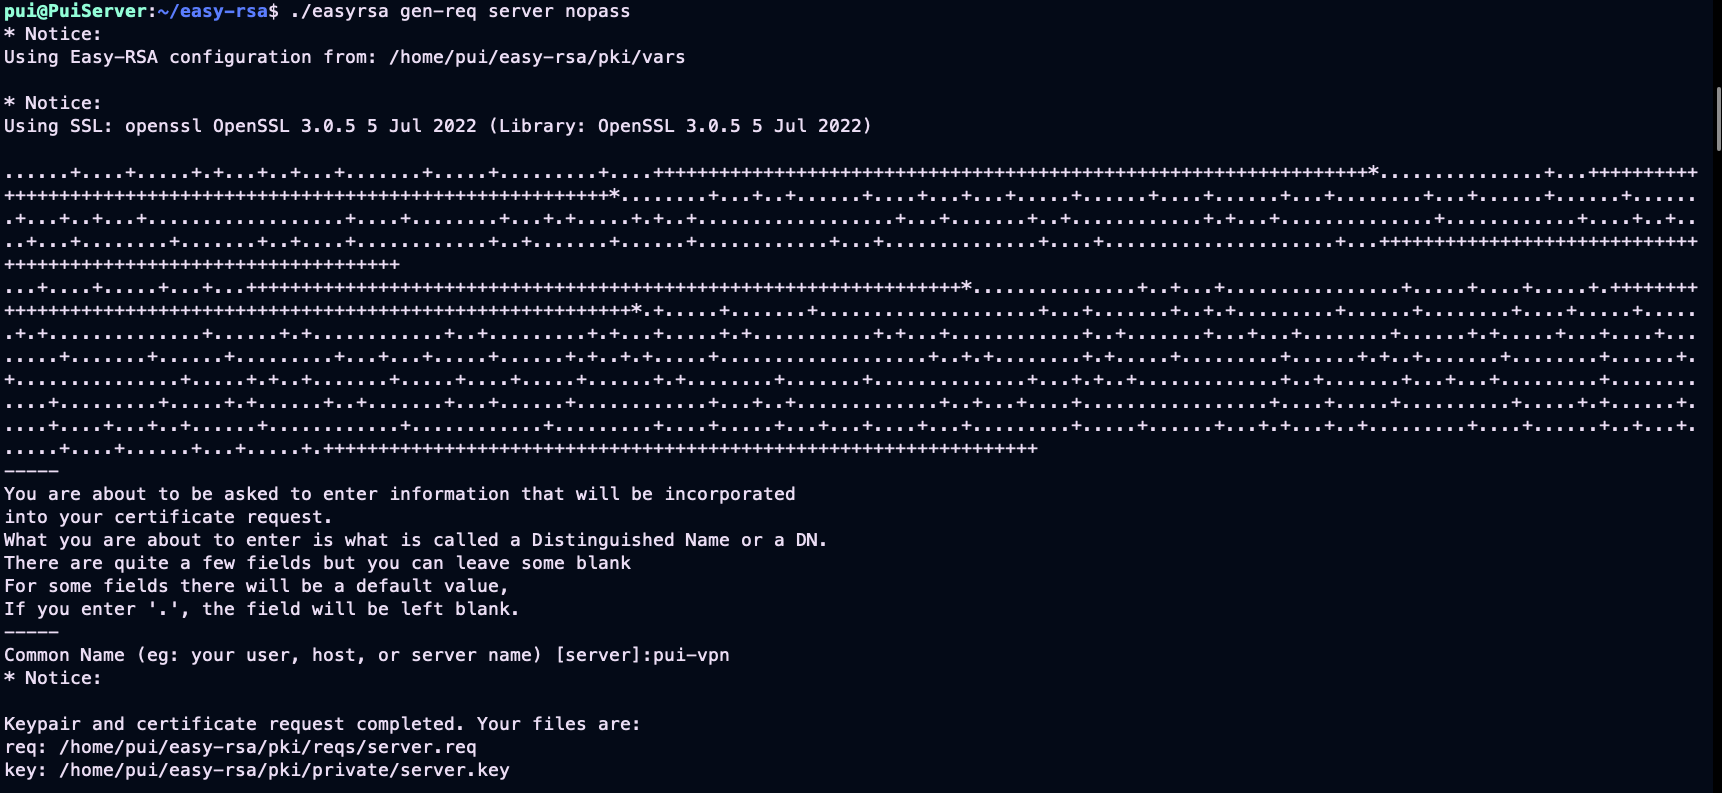 pui@PuiServer:~/easy-rsa$ ./easyrsa gen-req server nopass
* Notice:
Using Easy-RSA configuration from: /home/pui/easy-rsa/pki/vars
* Notice:
Using SSL: openssl OpenSSL 3.0.5 5 Jul 2022 (Library: OpenSSL 3.0.5 5 Jul 2022)
-----
You are about to be asked to enter information that will be incorporated
into your certificate request.
What you are about to enter is what is called a Distinguished Name or a DN.
There are quite a few fields but you can leave some blank
For some fields there will be a default value,
If you enter '.', the field will be left blank.
-----
Common Name (eg: your user, host, or server name) [server]:pui-vpn
* Notice:
Keypair and certificate request completed. Your files are:
req: /home/pui/easy-rsa/pki/reqs/server.req
key: /home/pui/easy-rsa/pki/private/server.key